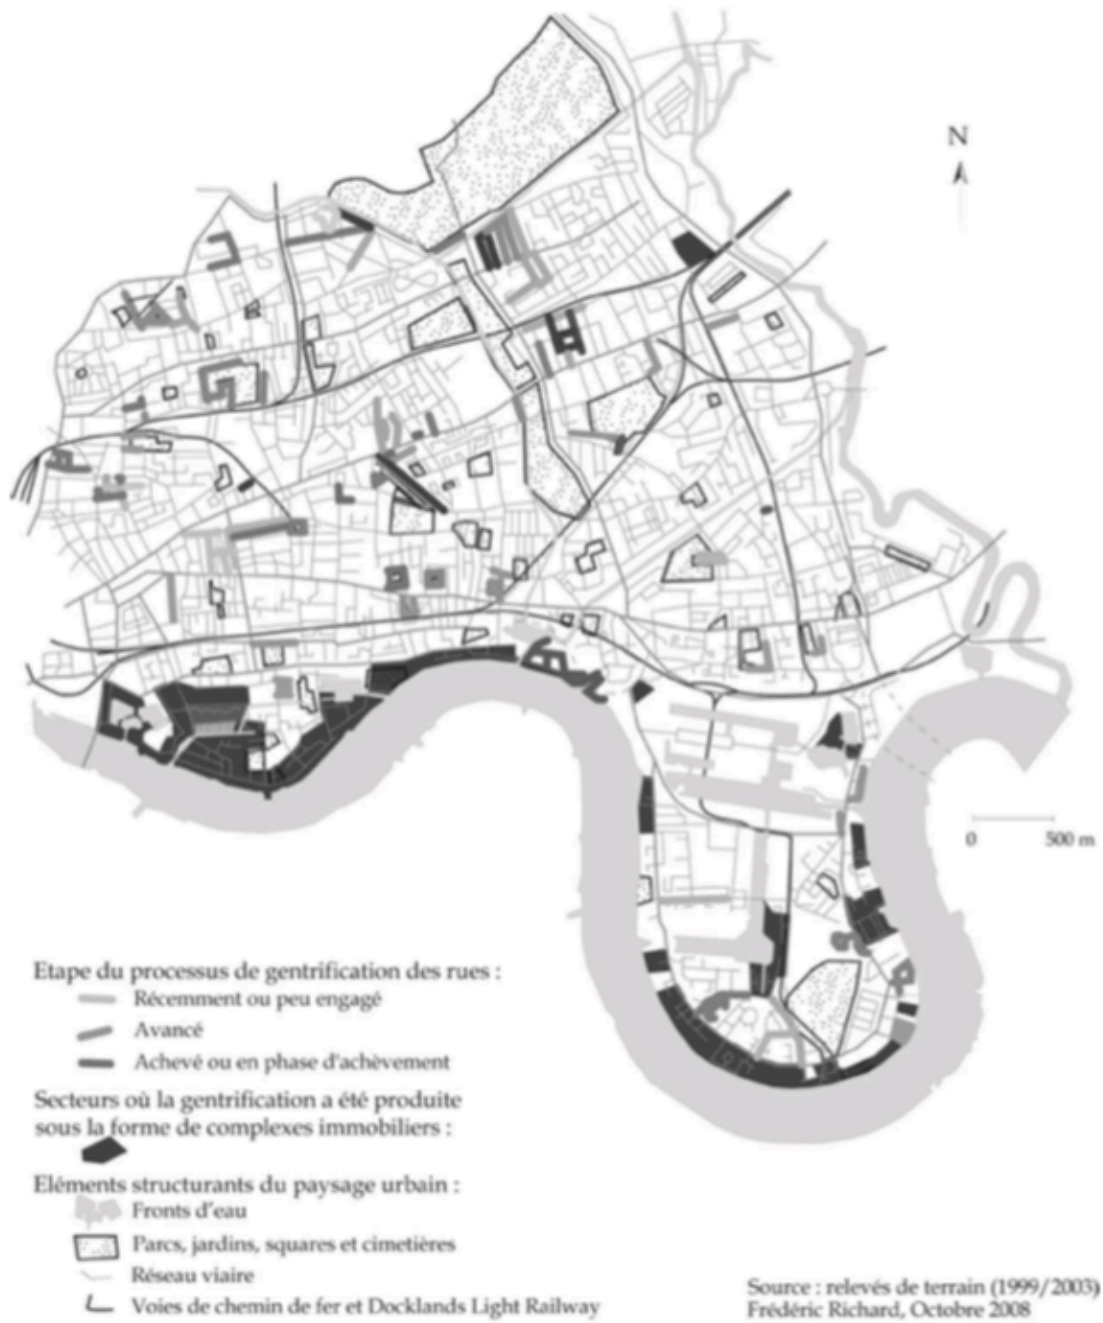 N
0 500 m
Etape du processus de gentrification des rues :
Récemment ou peu engagé
Avancé
Achevé ou en phase d'achèvement
Secteurs où la gentrification a été produite
sous la forme de complexes immobiliers :
Eléments structurants du paysage urbain :
Fronts d'eau
Parcs, jardins, squares et cimetières
Réseau viaire
Voies de chemin de fer et Docklands Light Railway
Source : relevés de terrain (1999/2003)
Frédéric Richard, Octobre 2008